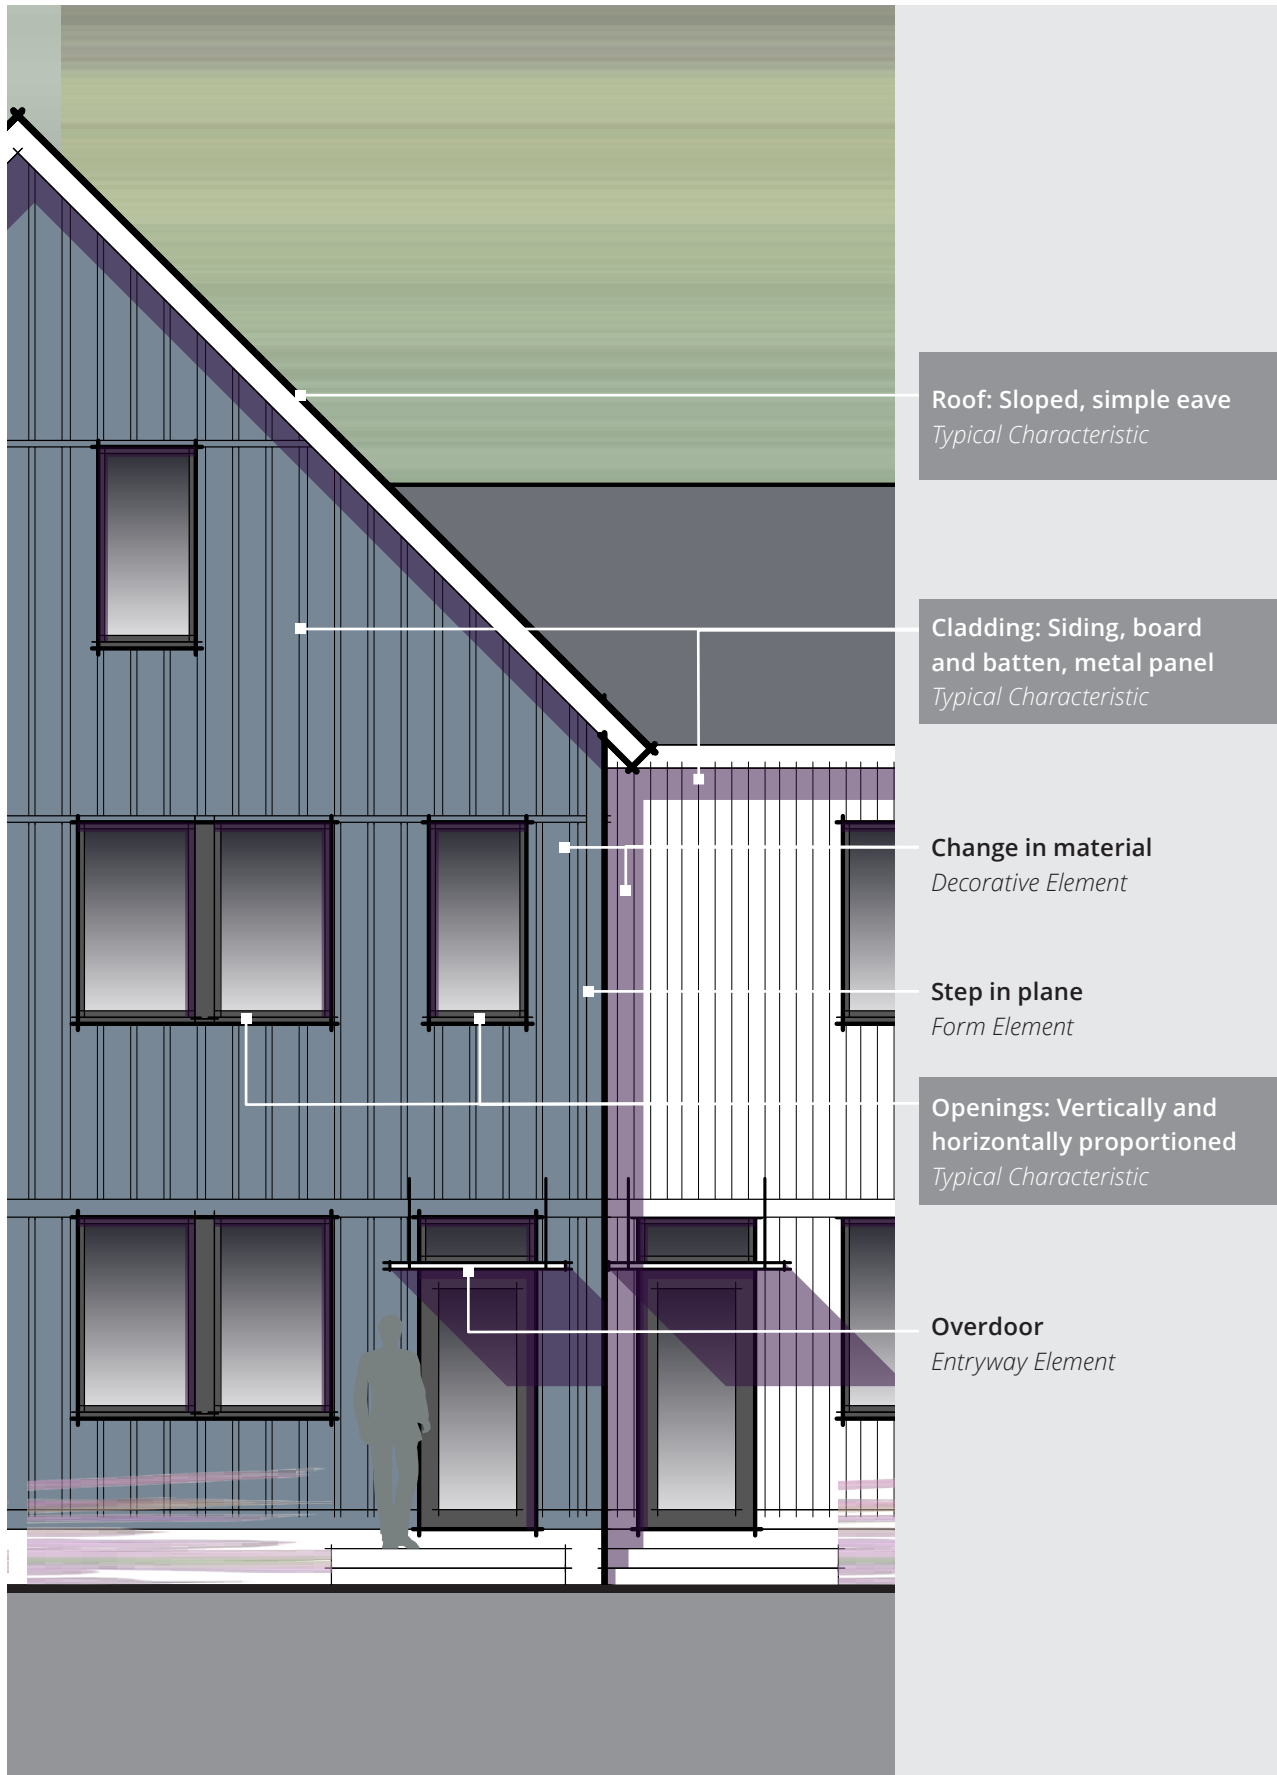 Roof: Sloped, simple eave
Typical Characteristic
Cladding: Siding, board
and batten, metal panel
Typical Characteristic
Change in material
Decorative Element
Step in plane
Form Element
Openings: Vertically and
horizontally proportioned
Typical Characteristic
Overdoor
Entryway Element